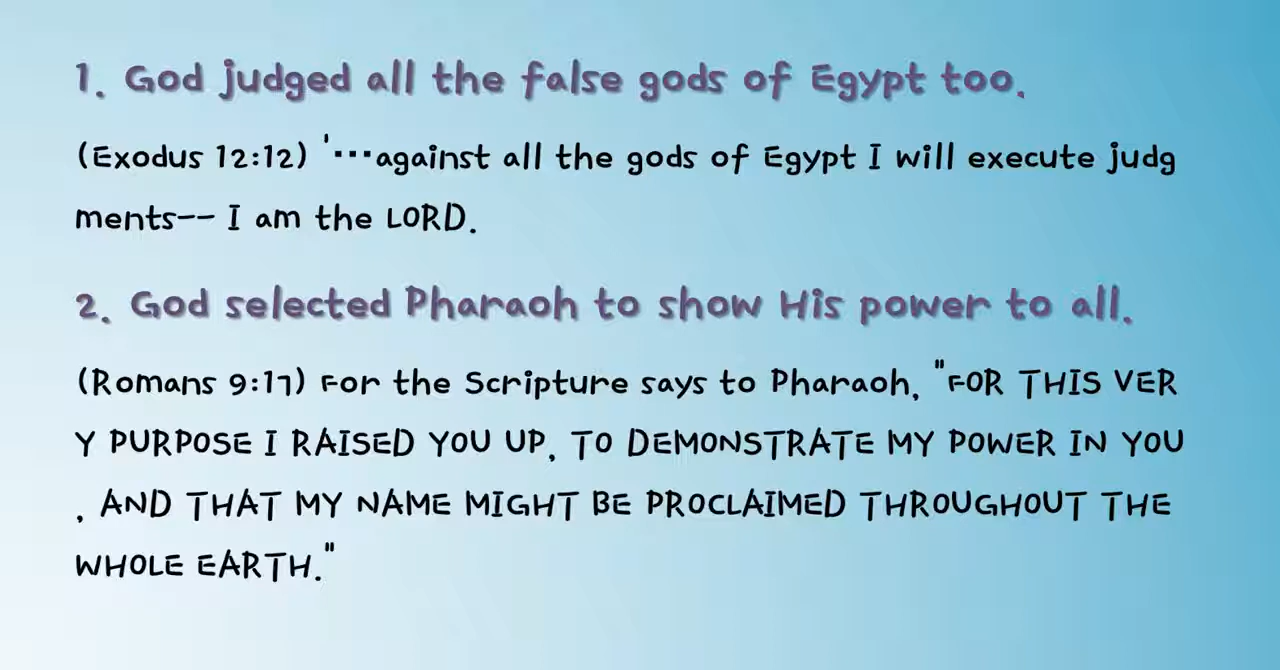 1. God judged all the false gods of Egypt too.
(Exodus 12:12) '···against all the gods of Egypt I will execute judg
ments-- I am the LORD.
2. God selected Pharaoh to show His power to all.
(Romans 9:17) For the Scripture says to Pharaoh, "FOR THIS VER
Y PURPOSE I RAISED YOU UP, TO DEMONSTRATE MY POWER IN YOU
, AND THAT MY NAME MIGHT BE PROCLAIMED THROUGHOUT THE
WHOLE EARTH."